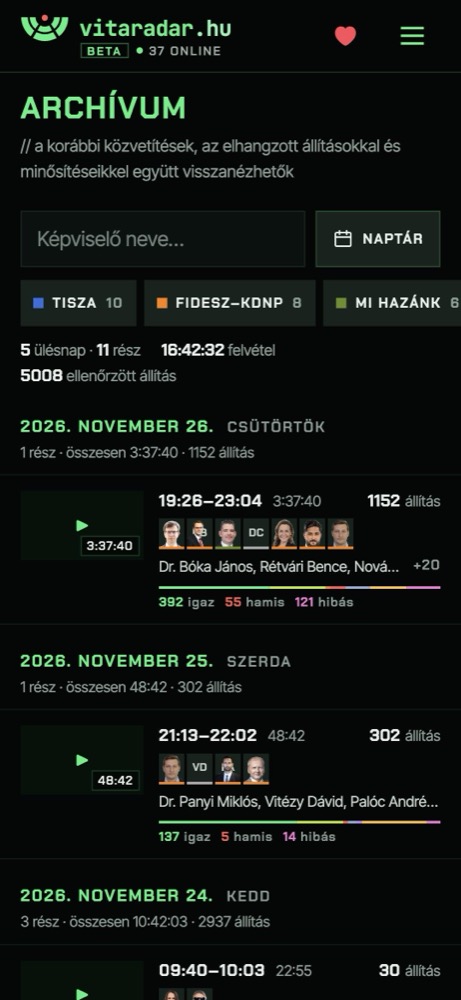 vitaradar.hu
BETA 37 ONLINE
ARCHÍVUM
// a korábbi közvetítések, az elhangzott állításokkal és
minősítéseikkel együtt visszanézhetők
Képviselő neve...
NAPTÁR
TISZA 10
FIDESZ–KDNP 8
MI HAZÁNK 6
5 ülésnap · 11 rész 16:42:32 felvétel
5008 ellenőrzött állítás
2026. NOVEMBER 26. CSÜTÖRTÖK
1 rész · összesen 3:37:40 · 1152 állítás
3:37:40
19:26–23:04 3:37:40 1152 állítás
DC
Dr. Bóka János, Rétvári Bence, Nová... +20
392 igaz 55 hamis 121 hibás
2026. NOVEMBER 25. SZERDA
1 rész · összesen 48:42 · 302 állítás
48:42
21:13–22:02 48:42 302 állítás
VD
Dr. Panyi Miklós, Vitézy Dávid, Palóc André...
137 igaz 5 hamis 14 hibás
2026. NOVEMBER 24. KEDD
3 rész · összesen 10:42:03 · 2937 állítás
09:40–10:03 22:55 30 állítás